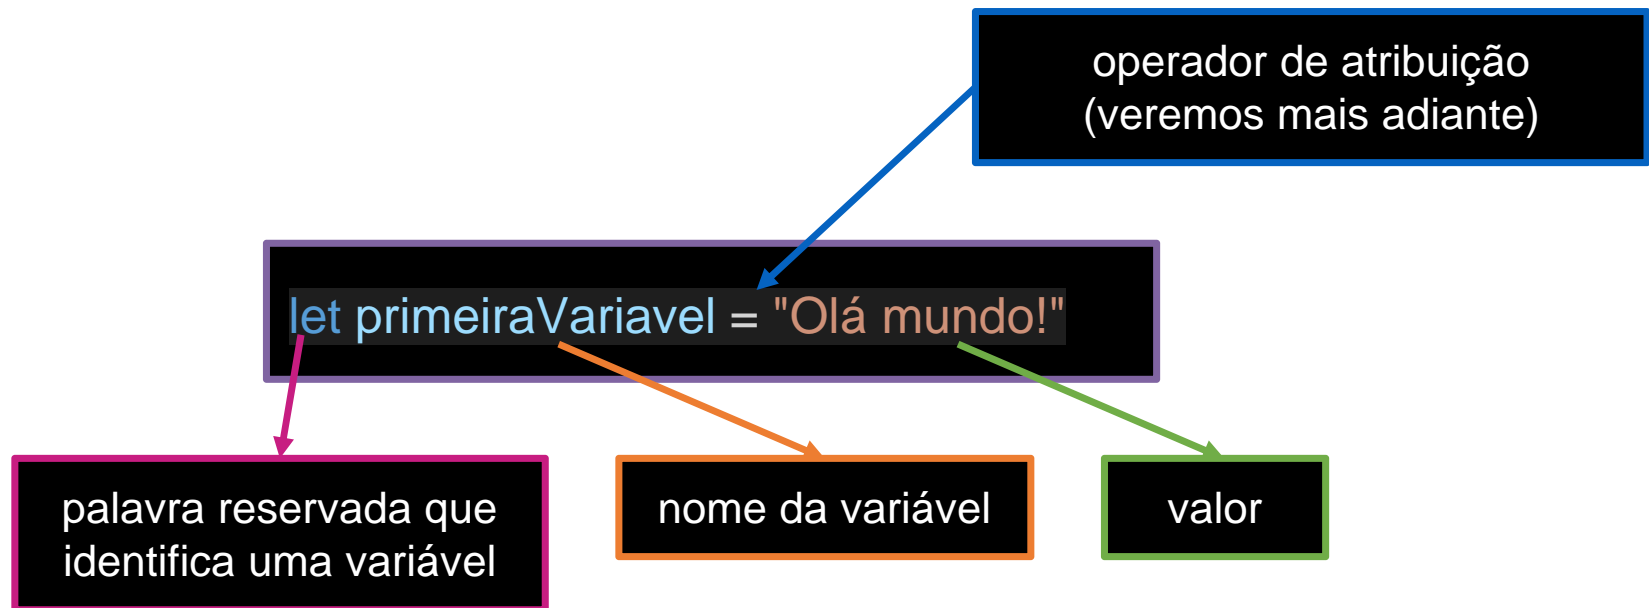 operador de atribuição
(veremos mais adiante)
let primeiraVariavel = "Olá mundo!"
palavra reservada que
identifica uma variável
nome da variável
valor